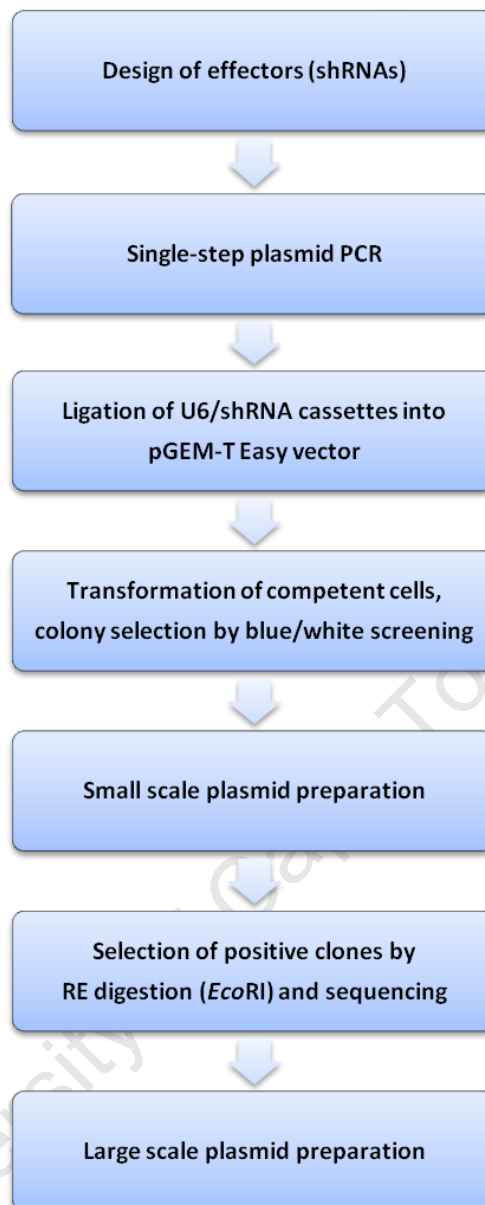 Design of effectors (shRNAs)
Single-step plasmid PCR
Ligation of U6/shRNA cassettes into
pGEM-T Easy vector
Transformation of competent cells,
colony selection by blue/white screening
Small scale plasmid preparation
Selection of positive clones by
RE digestion (EcoRI) and sequencing
Large scale plasmid preparation